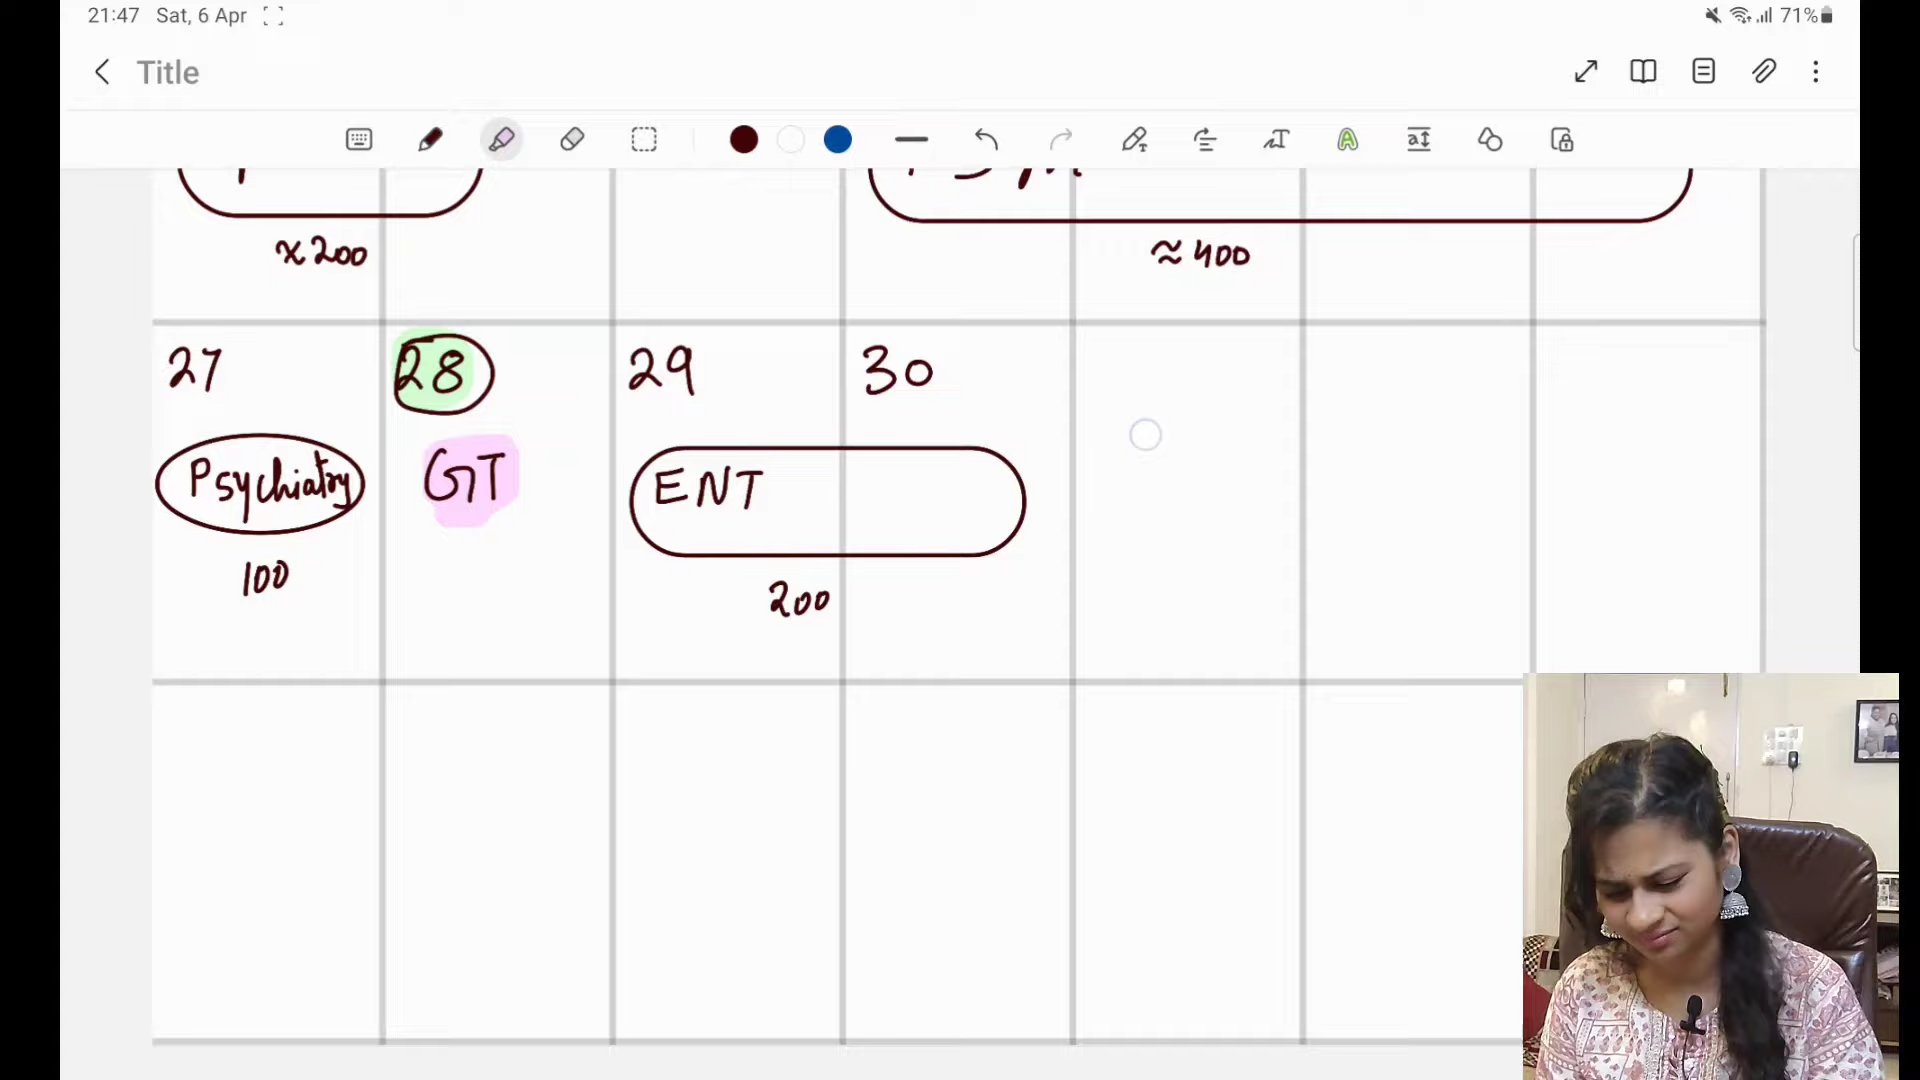 21:47 Sat, 6 Apr 71%
Title
x200 ≈400
27 28 29 30
Psychiatry GT ENT
100 200